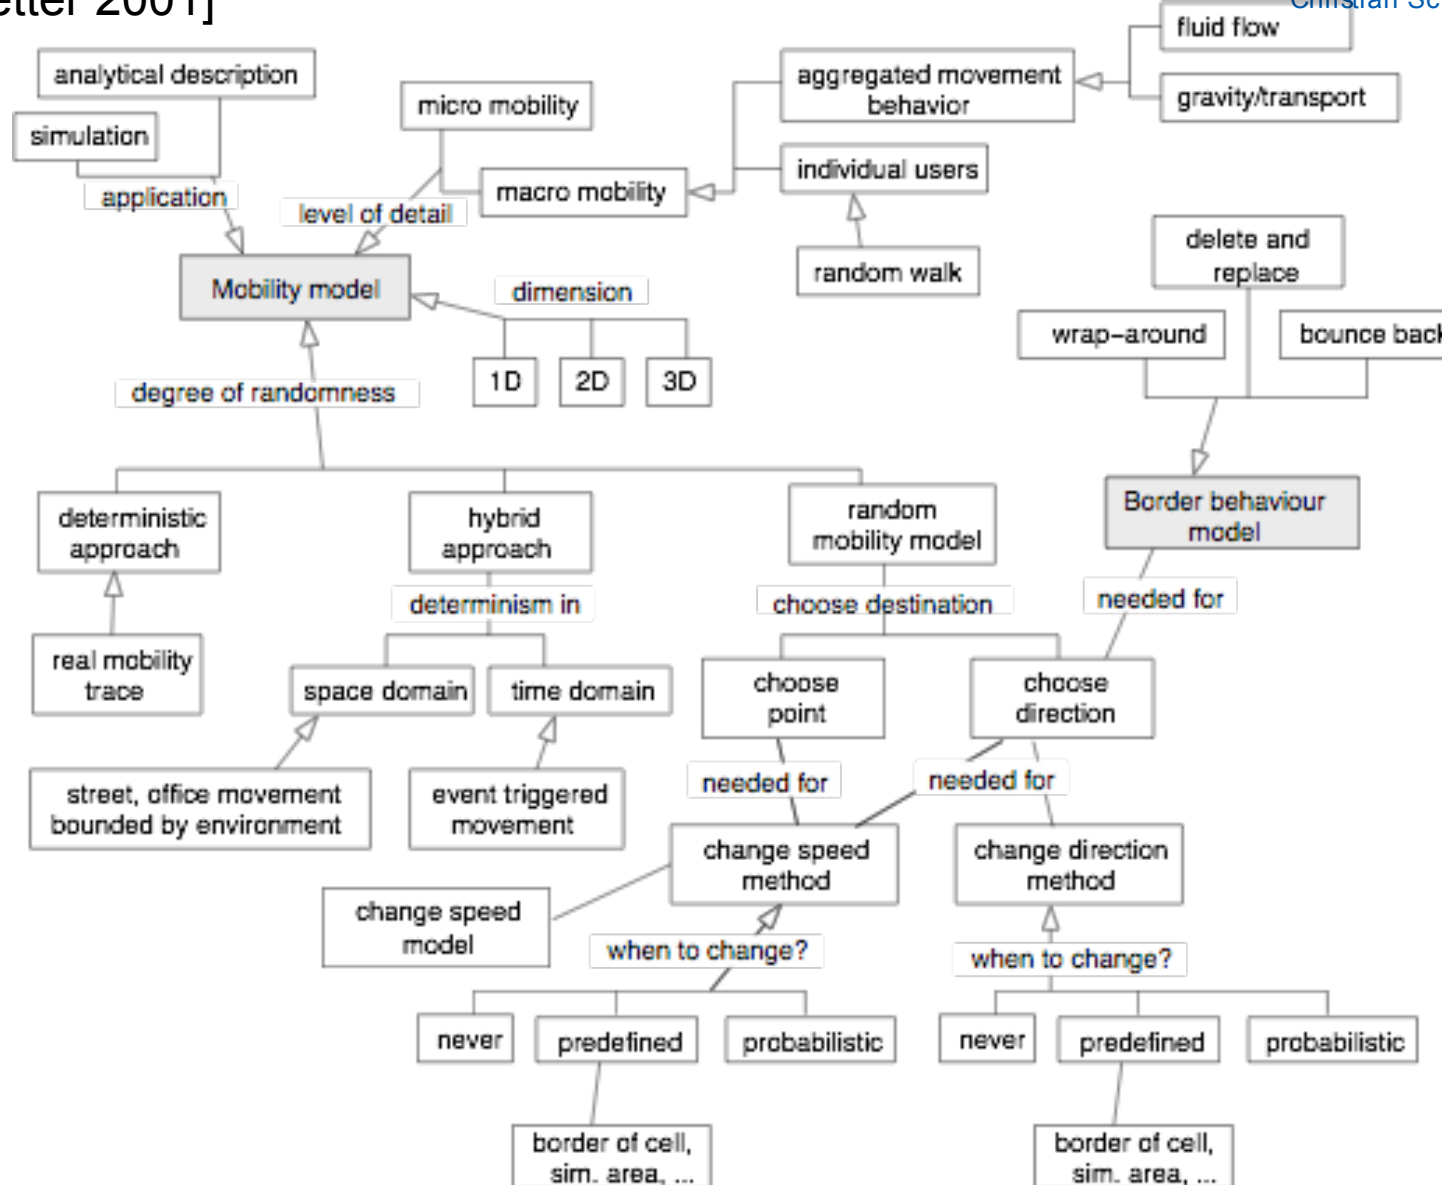 2001]
fluid flow
analytical description
aggregated movement
behavior
micro mobility
gravity/transport
simulation
individual users
application
macro mobility
level of detail
delete and
replace
random walk
Mobility model
dimension
wrap-around
bounce back
1D
2D
3D
degree of randomness
deterministic
approach
hybrid
approach
random
mobility model
Border behaviour
model
determinism in
choose destination
needed for
real mobility
trace
space domain
time domain
choose
point
choose
direction
needed for
needed for
street, office movement
bounded by environment
event triggered
movement
change speed
method
change direction
method
change speed
model
when to change?
when to change?
never
predefined
probabilistic
never
predefined
probabilistic
border of cell,
sim. area, ...
border of cell,
sim. area, ...